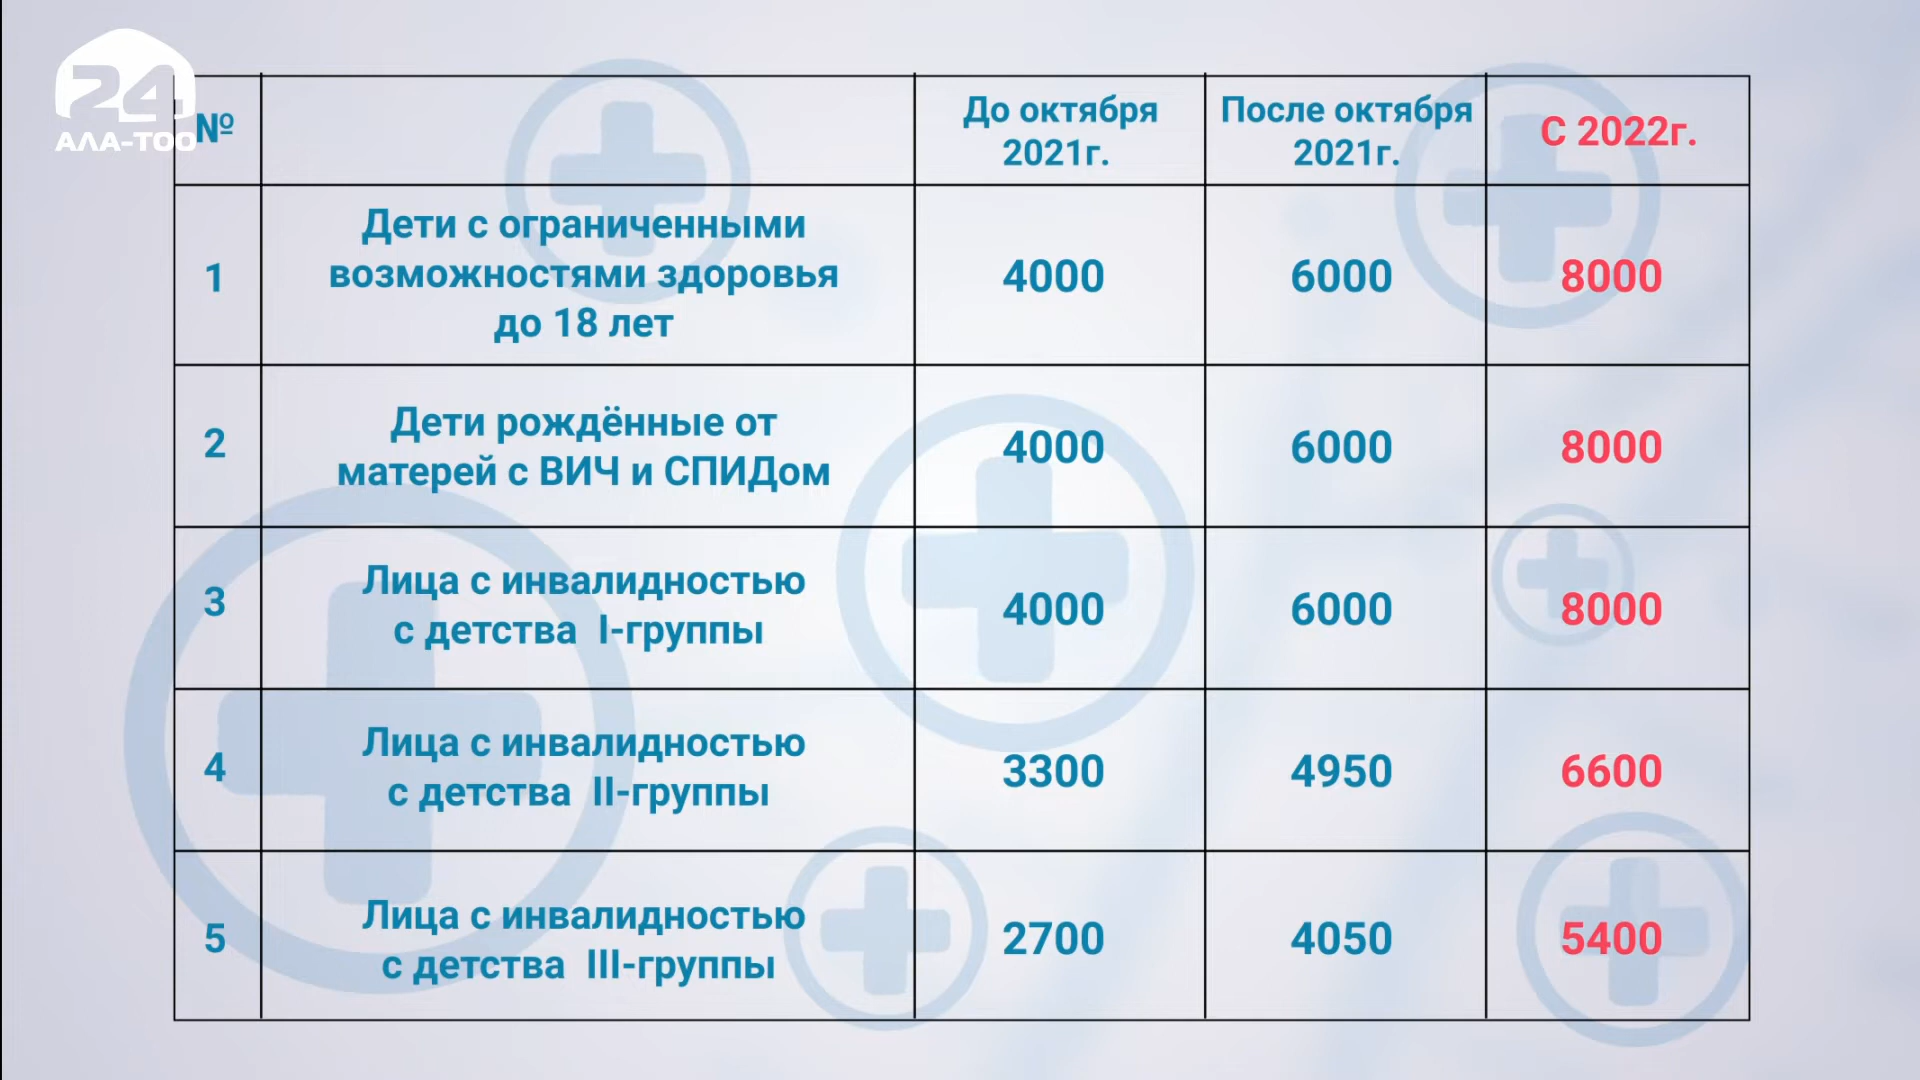 24
АЛА-ТОО
№
До октября
2021г.
После октября
2021г.
С 2022г.
1
Дети с ограниченными
возможностями здоровья
до 18 лет
4000
6000
8000
2
Дети рождённые от
матерей с ВИЧ и СПИДом
4000
6000
8000
3
Лица с инвалидностью
с детства I-группы
4000
6000
8000
4
Лица с инвалидностью
с детства II-группы
3300
4950
6600
5
Лица с инвалидностью
с детства III-группы
2700
4050
5400